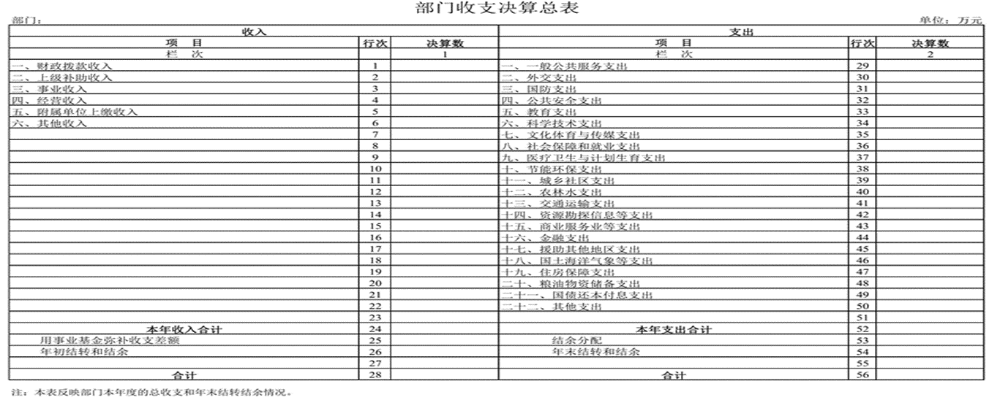 部门收支决算总表
部门： 单位：万元
收入 支出
项 目 行次 决算数 项 目 行次 决算数
栏 次 1 栏 次 2
一、财政拨款收入 1 一、一般公共服务支出 29
二、上级补助收入 2 二、外交支出 30
三、事业收入 3 三、国防支出 31
四、经营收入 4 四、公共安全支出 32
五、附属单位上缴收入 5 五、教育支出 33
六、其他收入 6 六、科学技术支出 34
7 七、文化体育与传媒支出 35
8 八、社会保障和就业支出 36
9 九、医疗卫生与计划生育支出 37
10 十、节能环保支出 38
11 十一、城乡社区支出 39
12 十二、农林水支出 40
13 十三、交通运输支出 41
14 十四、资源勘探信息等支出 42
15 十五、商业服务业等支出 43
16 十六、金融支出 44
17 十七、援助其他地区支出 45
18 十八、国土海洋气象等支出 46
19 十九、住房保障支出 47
20 二十、粮油物资储备支出 48
21 二十一、国债还本付息支出 49
22 二十二、其他支出 50
23 51
本年收入合计 24 本年支出合计 52
用事业基金弥补收支差额 25 结余分配 53
年初结转和结余 26 年末结转和结余 54
27 55
合计 28 合计 56
注：本表反映部门本年度的总收支和年末结转结余情况。